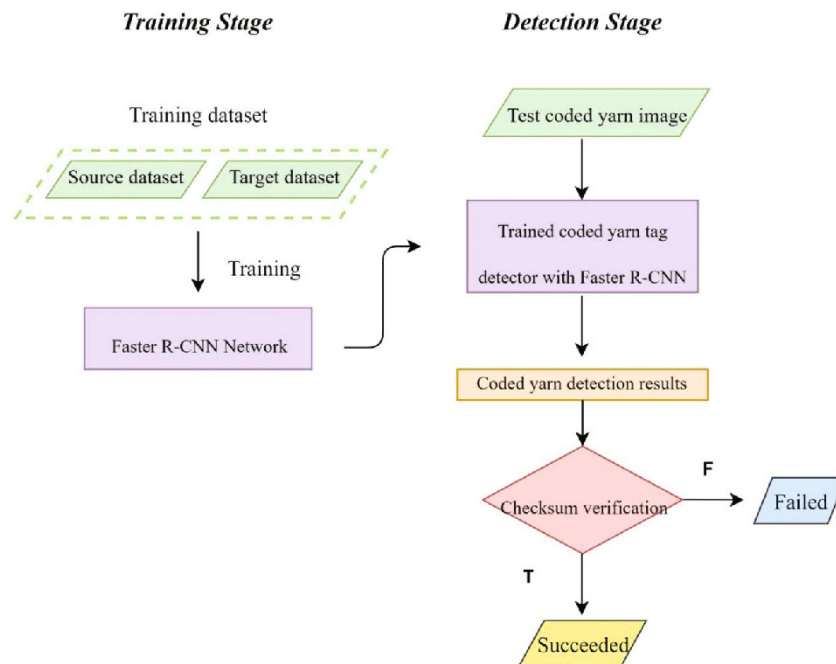 Training Stage
Detection Stage
Training dataset
Source dataset
Target dataset
Training
Faster R-CNN Network
Test coded yarn image
Trained coded yarn tag
detector with Faster R-CNN
Coded yarn detection results
Checksum verification
F
Failed
T
Succeeded